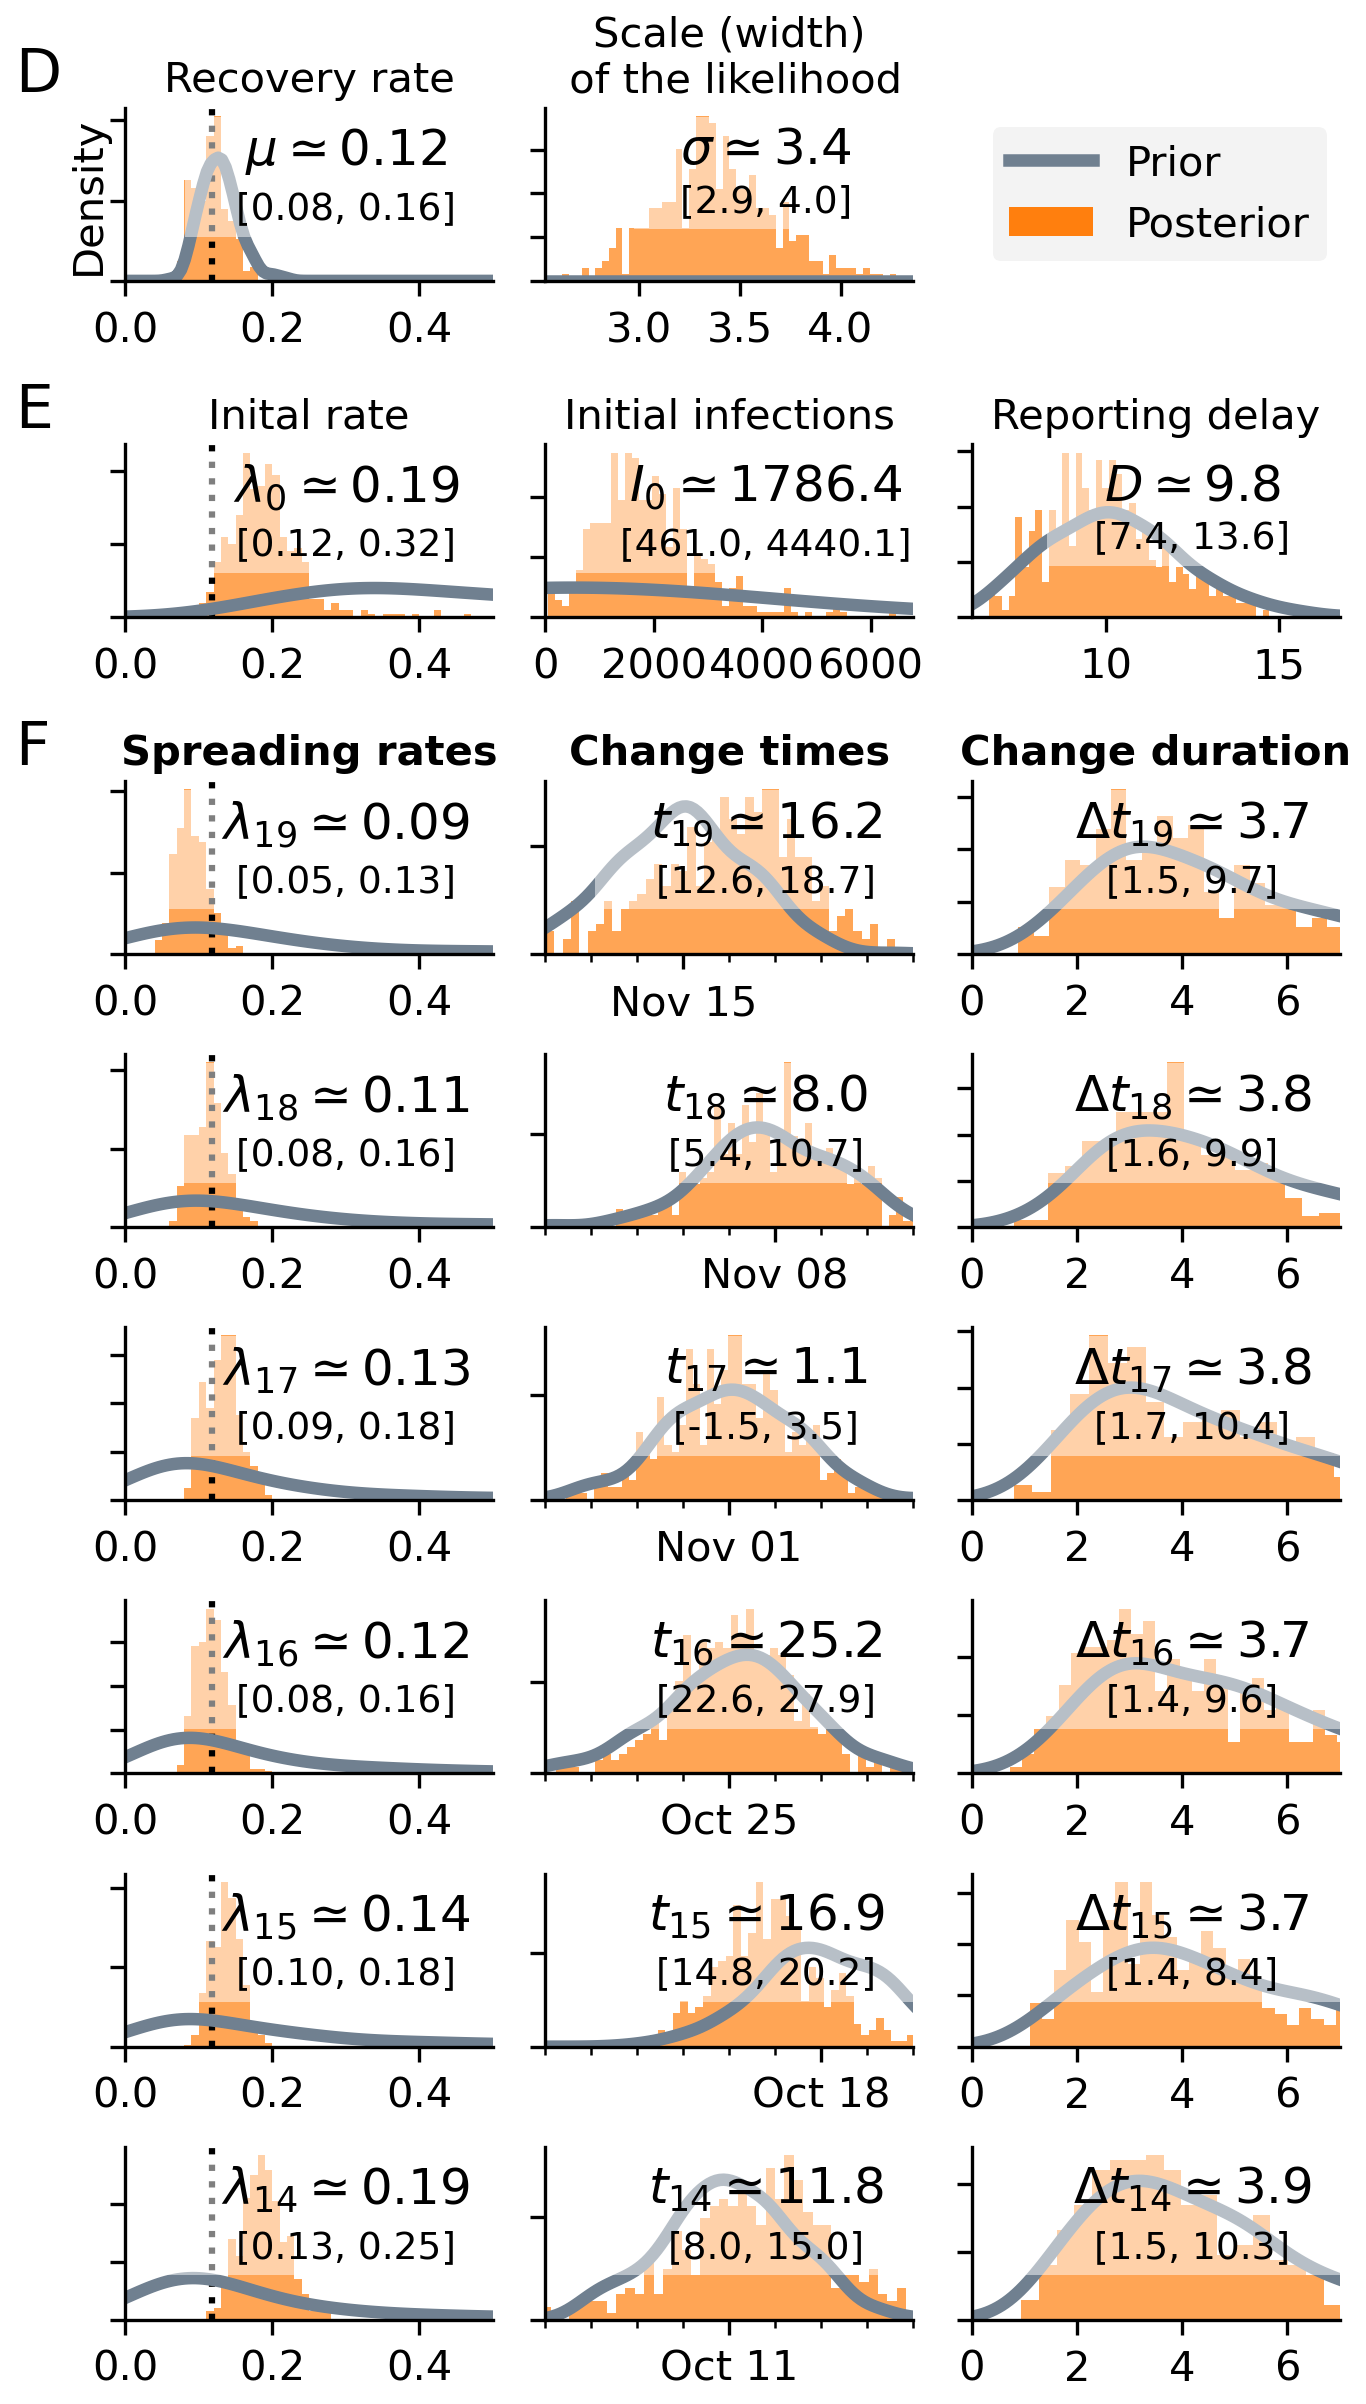 D
Recovery rate
Scale (width)
of the likelihood
Density
μ ≃ 0.12
[0.08, 0.16]
0.0 0.2 0.4
σ ≃ 3.4
[2.9, 4.0]
3.0 3.5 4.0
Prior
Posterior
E
Inital rate
λ0 ≃ 0.19
[0.12, 0.32]
0.0 0.2 0.4
Initial infections
I0 ≃ 1786.4
[461.0, 4440.1]
0 2000 4000 6000
Reporting delay
D ≃ 9.8
[7.4, 13.6]
10 15
F
Spreading rates
Change times
Change duration
λ19 ≃ 0.09
[0.05, 0.13]
0.0 0.2 0.4
t19 ≃ 16.2
[12.6, 18.7]
Nov 15
Δt19 ≃ 3.7
[1.5, 9.7]
0 2 4 6
λ18 ≃ 0.11
[0.08, 0.16]
0.0 0.2 0.4
t18 ≃ 8.0
[5.4, 10.7]
Nov 08
Δt18 ≃ 3.8
[1.6, 9.9]
0 2 4 6
λ17 ≃ 0.13
[0.09, 0.18]
0.0 0.2 0.4
t17 ≃ 1.1
[-1.5, 3.5]
Nov 01
Δt17 ≃ 3.8
[1.7, 10.4]
0 2 4 6
λ16 ≃ 0.12
[0.08, 0.16]
0.0 0.2 0.4
t16 ≃ 25.2
[22.6, 27.9]
Oct 25
Δt16 ≃ 3.7
[1.4, 9.6]
0 2 4 6
λ15 ≃ 0.14
[0.10, 0.18]
0.0 0.2 0.4
t15 ≃ 16.9
[14.8, 20.2]
Oct 18
Δt15 ≃ 3.7
[1.4, 8.4]
0 2 4 6
λ14 ≃ 0.19
[0.13, 0.25]
0.0 0.2 0.4
t14 ≃ 11.8
[8.0, 15.0]
Oct 11
Δt14 ≃ 3.9
[1.5, 10.3]
0 2 4 6